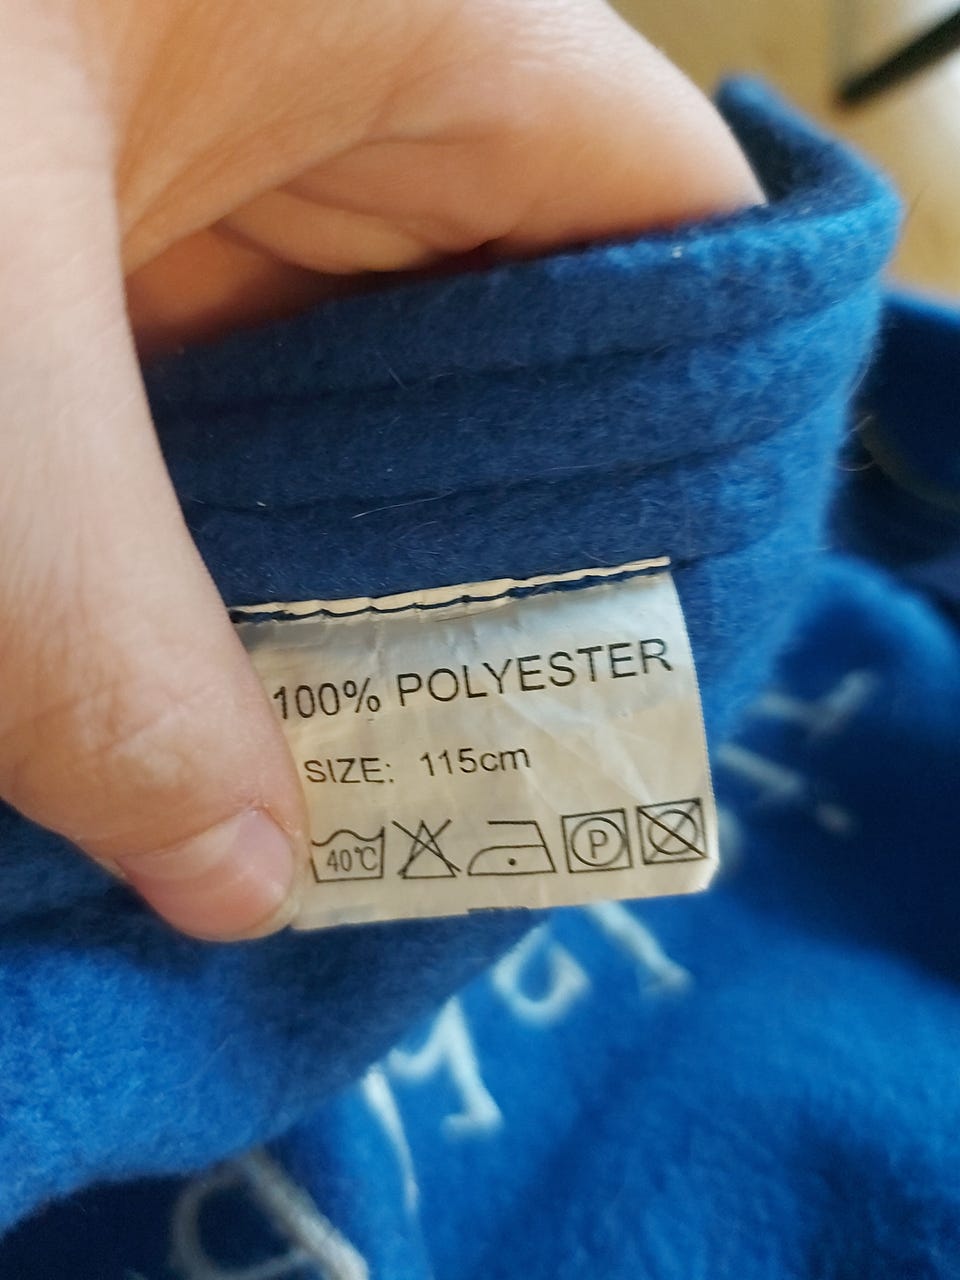 100% POLYESTER
SIZE: 115cm
40℃ P